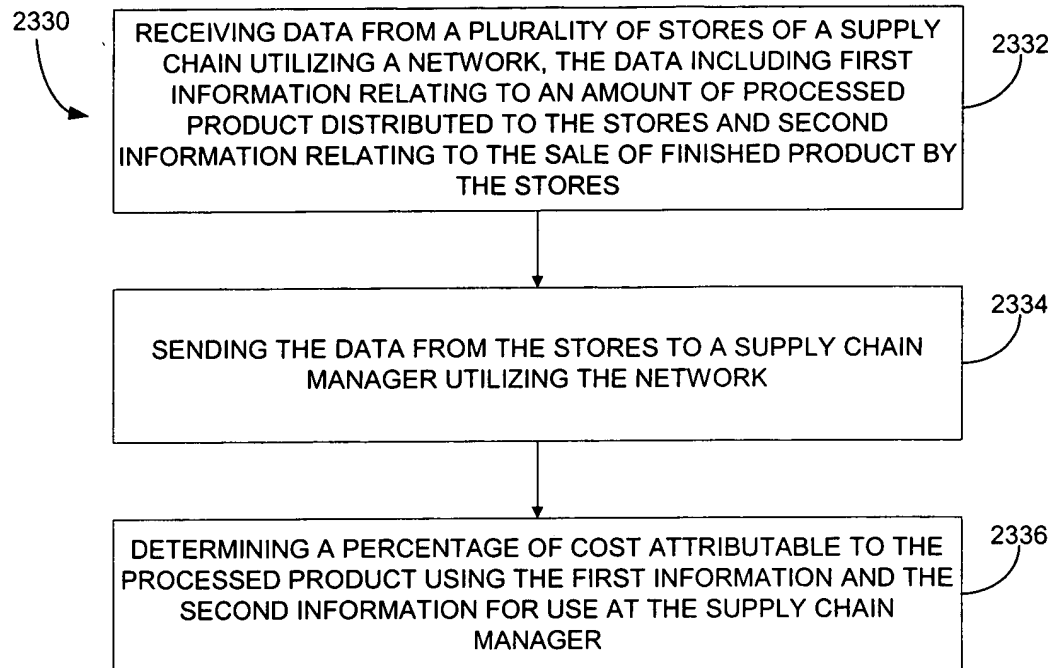 2330
RECEIVING DATA FROM A PLURALITY OF STORES OF A SUPPLY
CHAIN UTILIZING A NETWORK, THE DATA INCLUDING FIRST
INFORMATION RELATING TO AN AMOUNT OF PROCESSED
PRODUCT DISTRIBUTED TO THE STORES AND SECOND
INFORMATION RELATING TO THE SALE OF FINISHED PRODUCT BY
THE STORES
2332
SENDING THE DATA FROM THE STORES TO A SUPPLY CHAIN
MANAGER UTILIZING THE NETWORK
2334
DETERMINING A PERCENTAGE OF COST ATTRIBUTABLE TO THE
PROCESSED PRODUCT USING THE FIRST INFORMATION AND THE
SECOND INFORMATION FOR USE AT THE SUPPLY CHAIN
MANAGER
2336